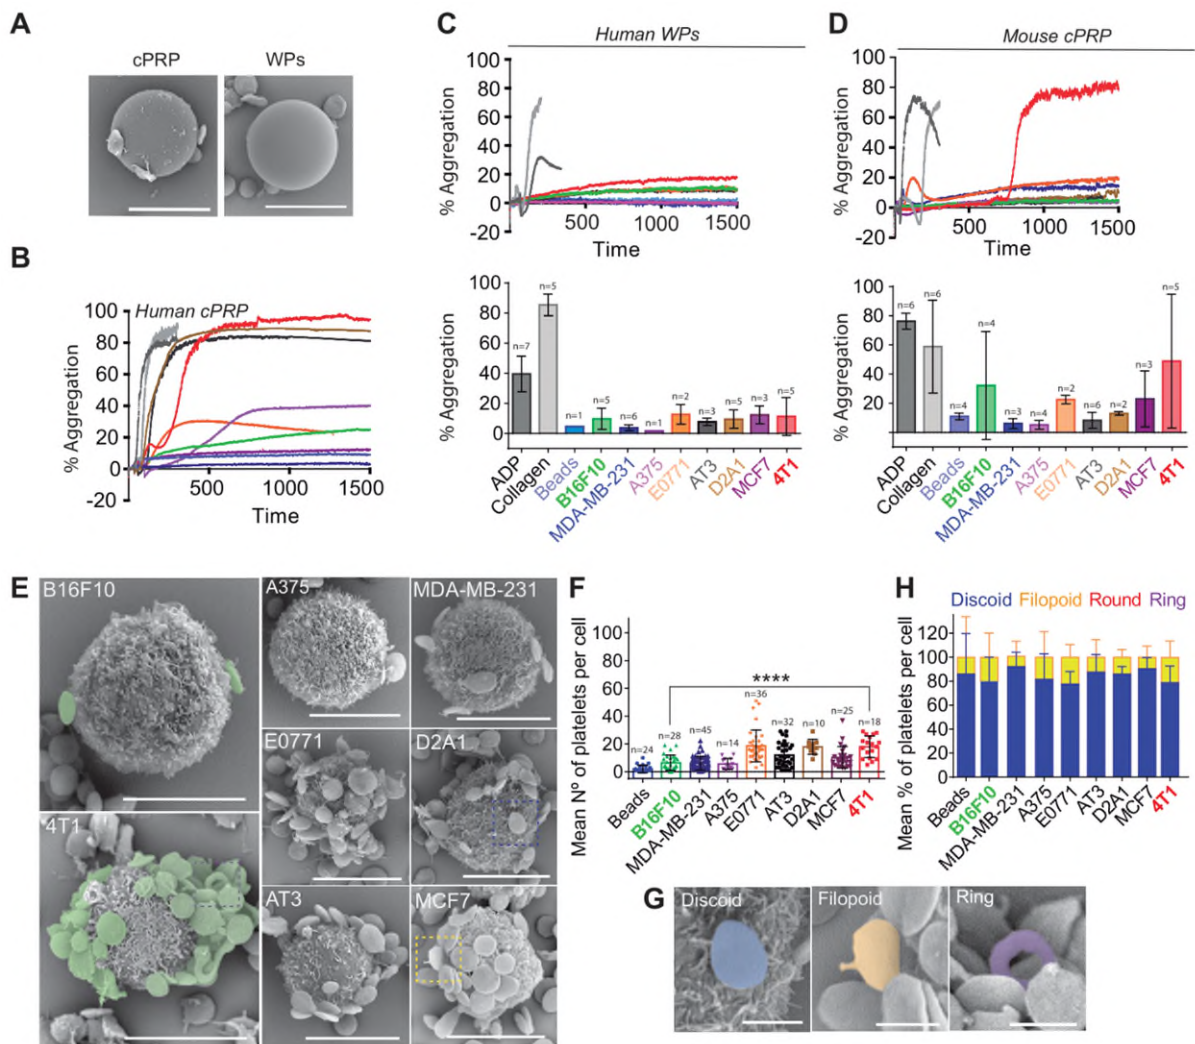 A
cPRP
WPs
B
Human cPRP
% Aggregation
100
80
60
40
20
0
-20
500
1000
1500
Time
C
Human WPs
% Aggregation
100
80
60
40
20
0
-20
500
1000
1500
Time
% Aggregation
100
80
60
40
20
0
n=7
n=5
n=1
n=5
n=6
n=1
n=2
n=3
n=5
n=3
n=5
ADP
Collagen
Beads
B16F10
MDA-MB-231
A375
E0771
AT3
D2A1
MCF7
4T1
D
Mouse cPRP
% Aggregation
100
80
60
40
20
0
-20
500
1000
1500
Time
% Aggregation
100
80
60
40
20
0
n=6
n=6
n=4
n=4
n=3
n=4
n=2
n=6
n=2
n=3
n=5
ADP
Collagen
Beads
B16F10
MDA-MB-231
A375
E0771
AT3
D2A1
MCF7
4T1
E
B16F10
A375
MDA-MB-231
E0771
D2A1
4T1
AT3
MCF7
F
Mean N° of platelets per cell
100
80
60
40
20
0
****
n=24
n=28
n=45
n=14
n=36
n=32
n=10
n=25
n=18
Beads
B16F10
MDA-MB-231
A375
E0771
AT3
D2A1
MCF7
4T1
H
Discoid Filopoid Round Ring
Mean % of platelets per cell
120
100
80
60
40
20
0
Beads
B16F10
MDA-MB-231
A375
E0771
AT3
D2A1
MCF7
4T1
G
Discoid
Filopoid
Ring